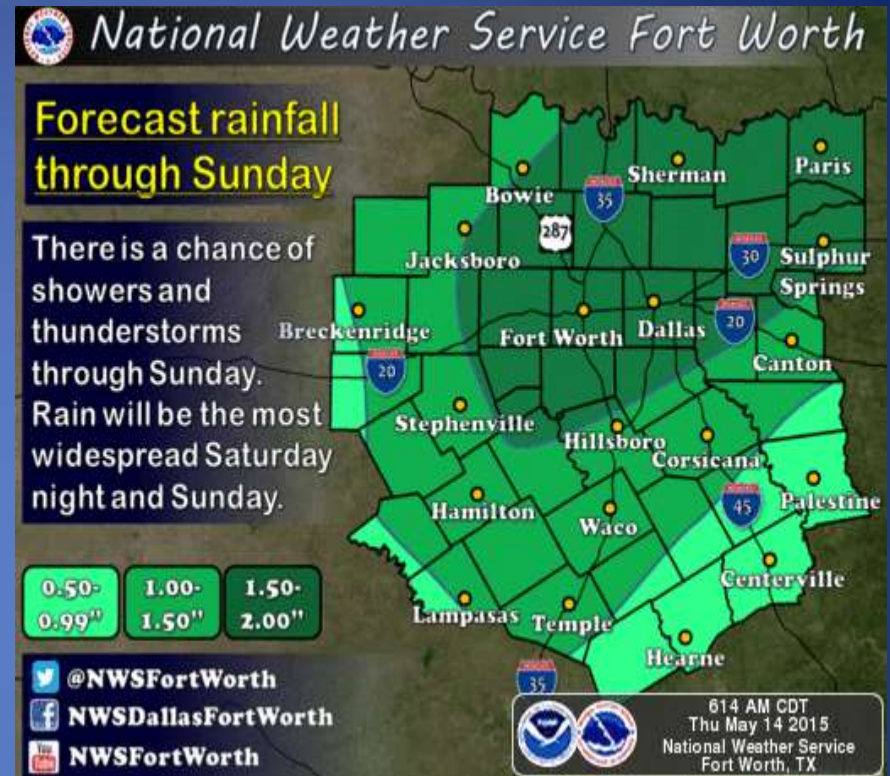 National Weather Service Fort Worth
Forecast rainfall
through Sunday
There is a chance of
showers and
thunderstorms
through Sunday.
Rain will be the most
widespread Saturday
night and Sunday.
0.50-
0.99"
1.00-
1.50"
1.50-
2.00"
@NWSFortWorth
NWSDallasFortWorth
You
Tube
NWSFortWorth
Bowie
Sherman
Paris
35
287
Jacksboro
30
Sulphur
Springs
Breckenridge
Fort Worth
Dallas
20
Canton
20
Stephenville
Hillsboro
Corsicana
Hamilton
Waco
45
Palestine
Lampasas
Temple
Centerville
Hearne
35
614 AM CDT
Thu May 14 2015
National Weather Service
Fort Worth, TX